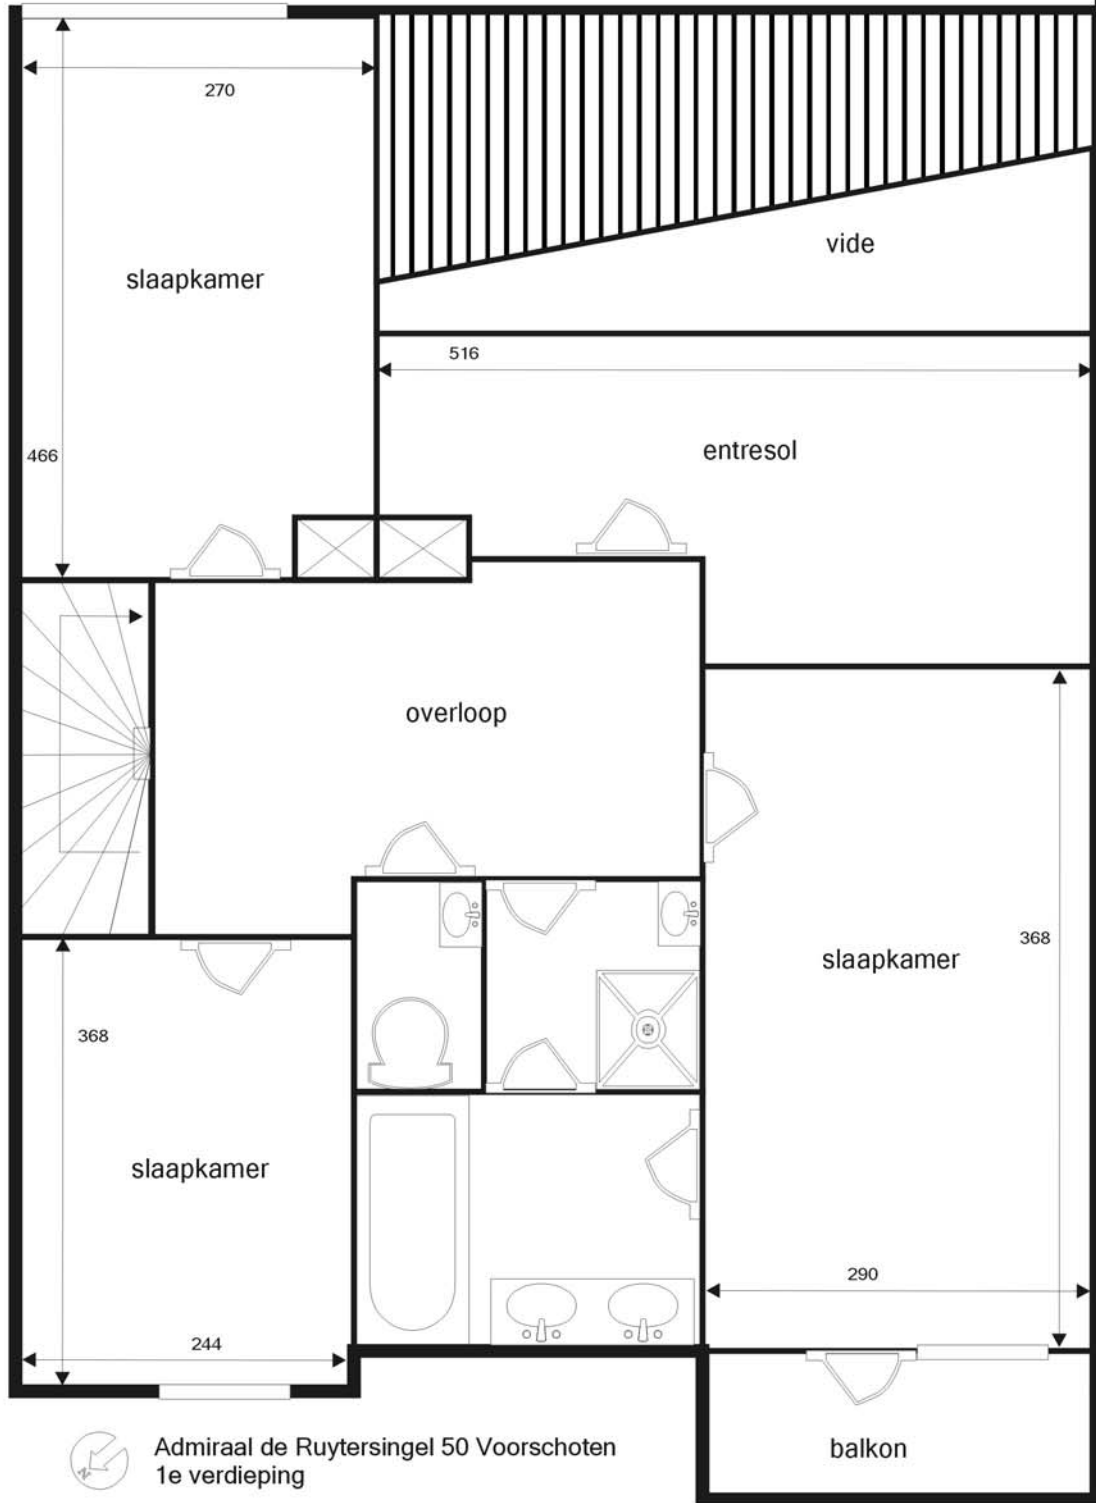 270
slaapkamer
vide
516
466
entresol
overloop
368
slaapkamer
368
slaapkamer
290
244
balkon
N
Admiraal de Ruytersingel 50 Voorschoten
1e verdieping